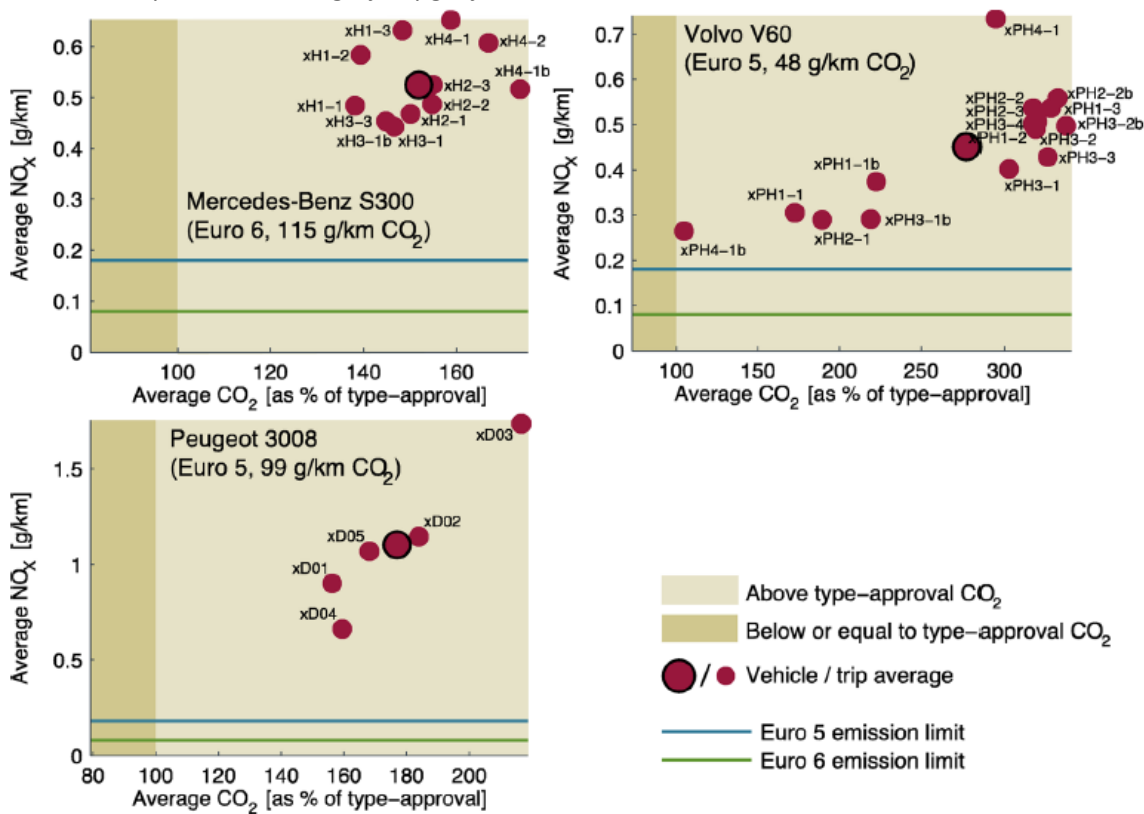 0.6
0.5
0.4
0.3
0.2
0.1
0
Average NOX [g/km]
xH1-3
xH4-1
xH4-2
xH1-2
xH4-1b
xH2-3
xH1-1
xH2-2
xH3-3
xH2-1
xH3-1b
xH3-1
Mercedes-Benz S300
(Euro 6, 115 g/km CO2)
100
120
140
160
Average CO2 [as % of type-approval]
0.7
0.6
0.5
0.4
0.3
0.2
0.1
0
Average NOX [g/km]
Volvo V60
(Euro 5, 48 g/km CO2)
xPH4-1
xPH2-2
xPH2-2b
xPH2-3
xPH1-3
xPH3-4
xPH3-2b
xPH1-2
xPH3-2
xPH3-3
xPH1-1b
xPH3-1
xPH1-1
xPH3-1b
xPH2-1
xPH4-1b
100
150
200
250
300
Average CO2 [as % of type-approval]
1.5
1
0.5
0
Average NOX [g/km]
Peugeot 3008
(Euro 5, 99 g/km CO2)
xD03
xD02
xD05
xD01
xD04
80
100
120
140
160
180
200
Average CO2 [as % of type-approval]
Above type-approval CO2
Below or equal to type-approval CO2
/ Vehicle / trip average
Euro 5 emission limit
Euro 6 emission limit